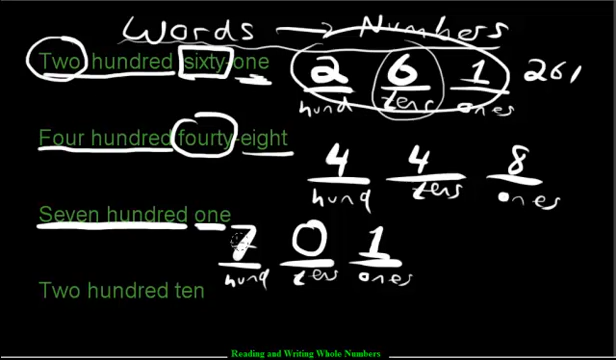 Words → Numbers
Two hundred sixty-one 2 6 1 261
hund tens ones
Four hundred fourty-eight 4 4 8
hund tens ones
Seven hundred one 7 0 1
hund tens ones
Two hundred ten
Reading and Writing Whole Numbers